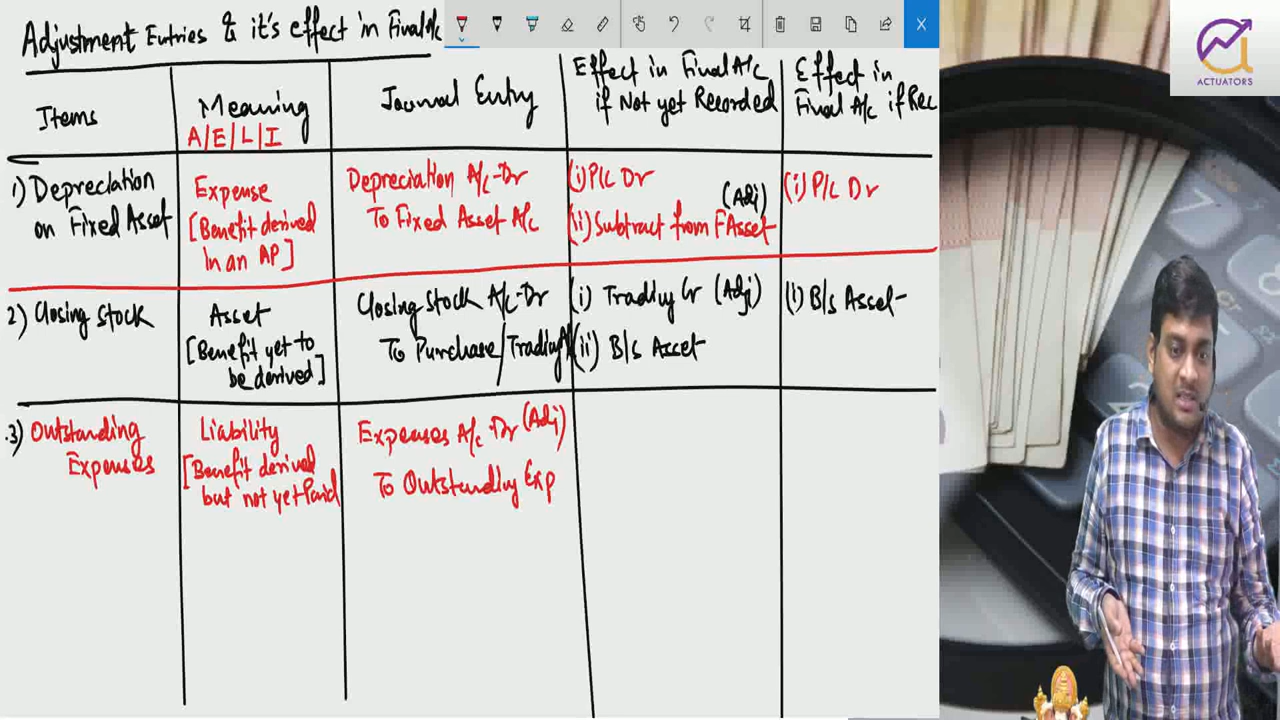 Adjustment Entries & it's effect in Final A/c
ACTUATORS
Items
Meaning
A/E/L/I
Journal Entry
Effect in Final A/c
if Not yet Recorded
Effect in
Final A/c if Rec
1) Depreciation
on Fixed Asset
Expense
[Benefit derived
in an AP]
Depreciation A/c-Dr
To Fixed Asset A/c
(i) P/L Dr
(Adj)
(ii) Subtract from FAsset
(i) P/L Dr
2) Closing Stock
Asset
[Benefit yet to
be derived]
Closing Stock A/c-Dr
To Purchase/Trading
(i) Trading Cr (Adj)
(ii) B/s Asset
(i) B/s Asset
3) Outstanding
Expenses
Liability
[Benefit derived
but not yet Paid
Expenses A/c Dr (Adj)
To Outstanding Exp